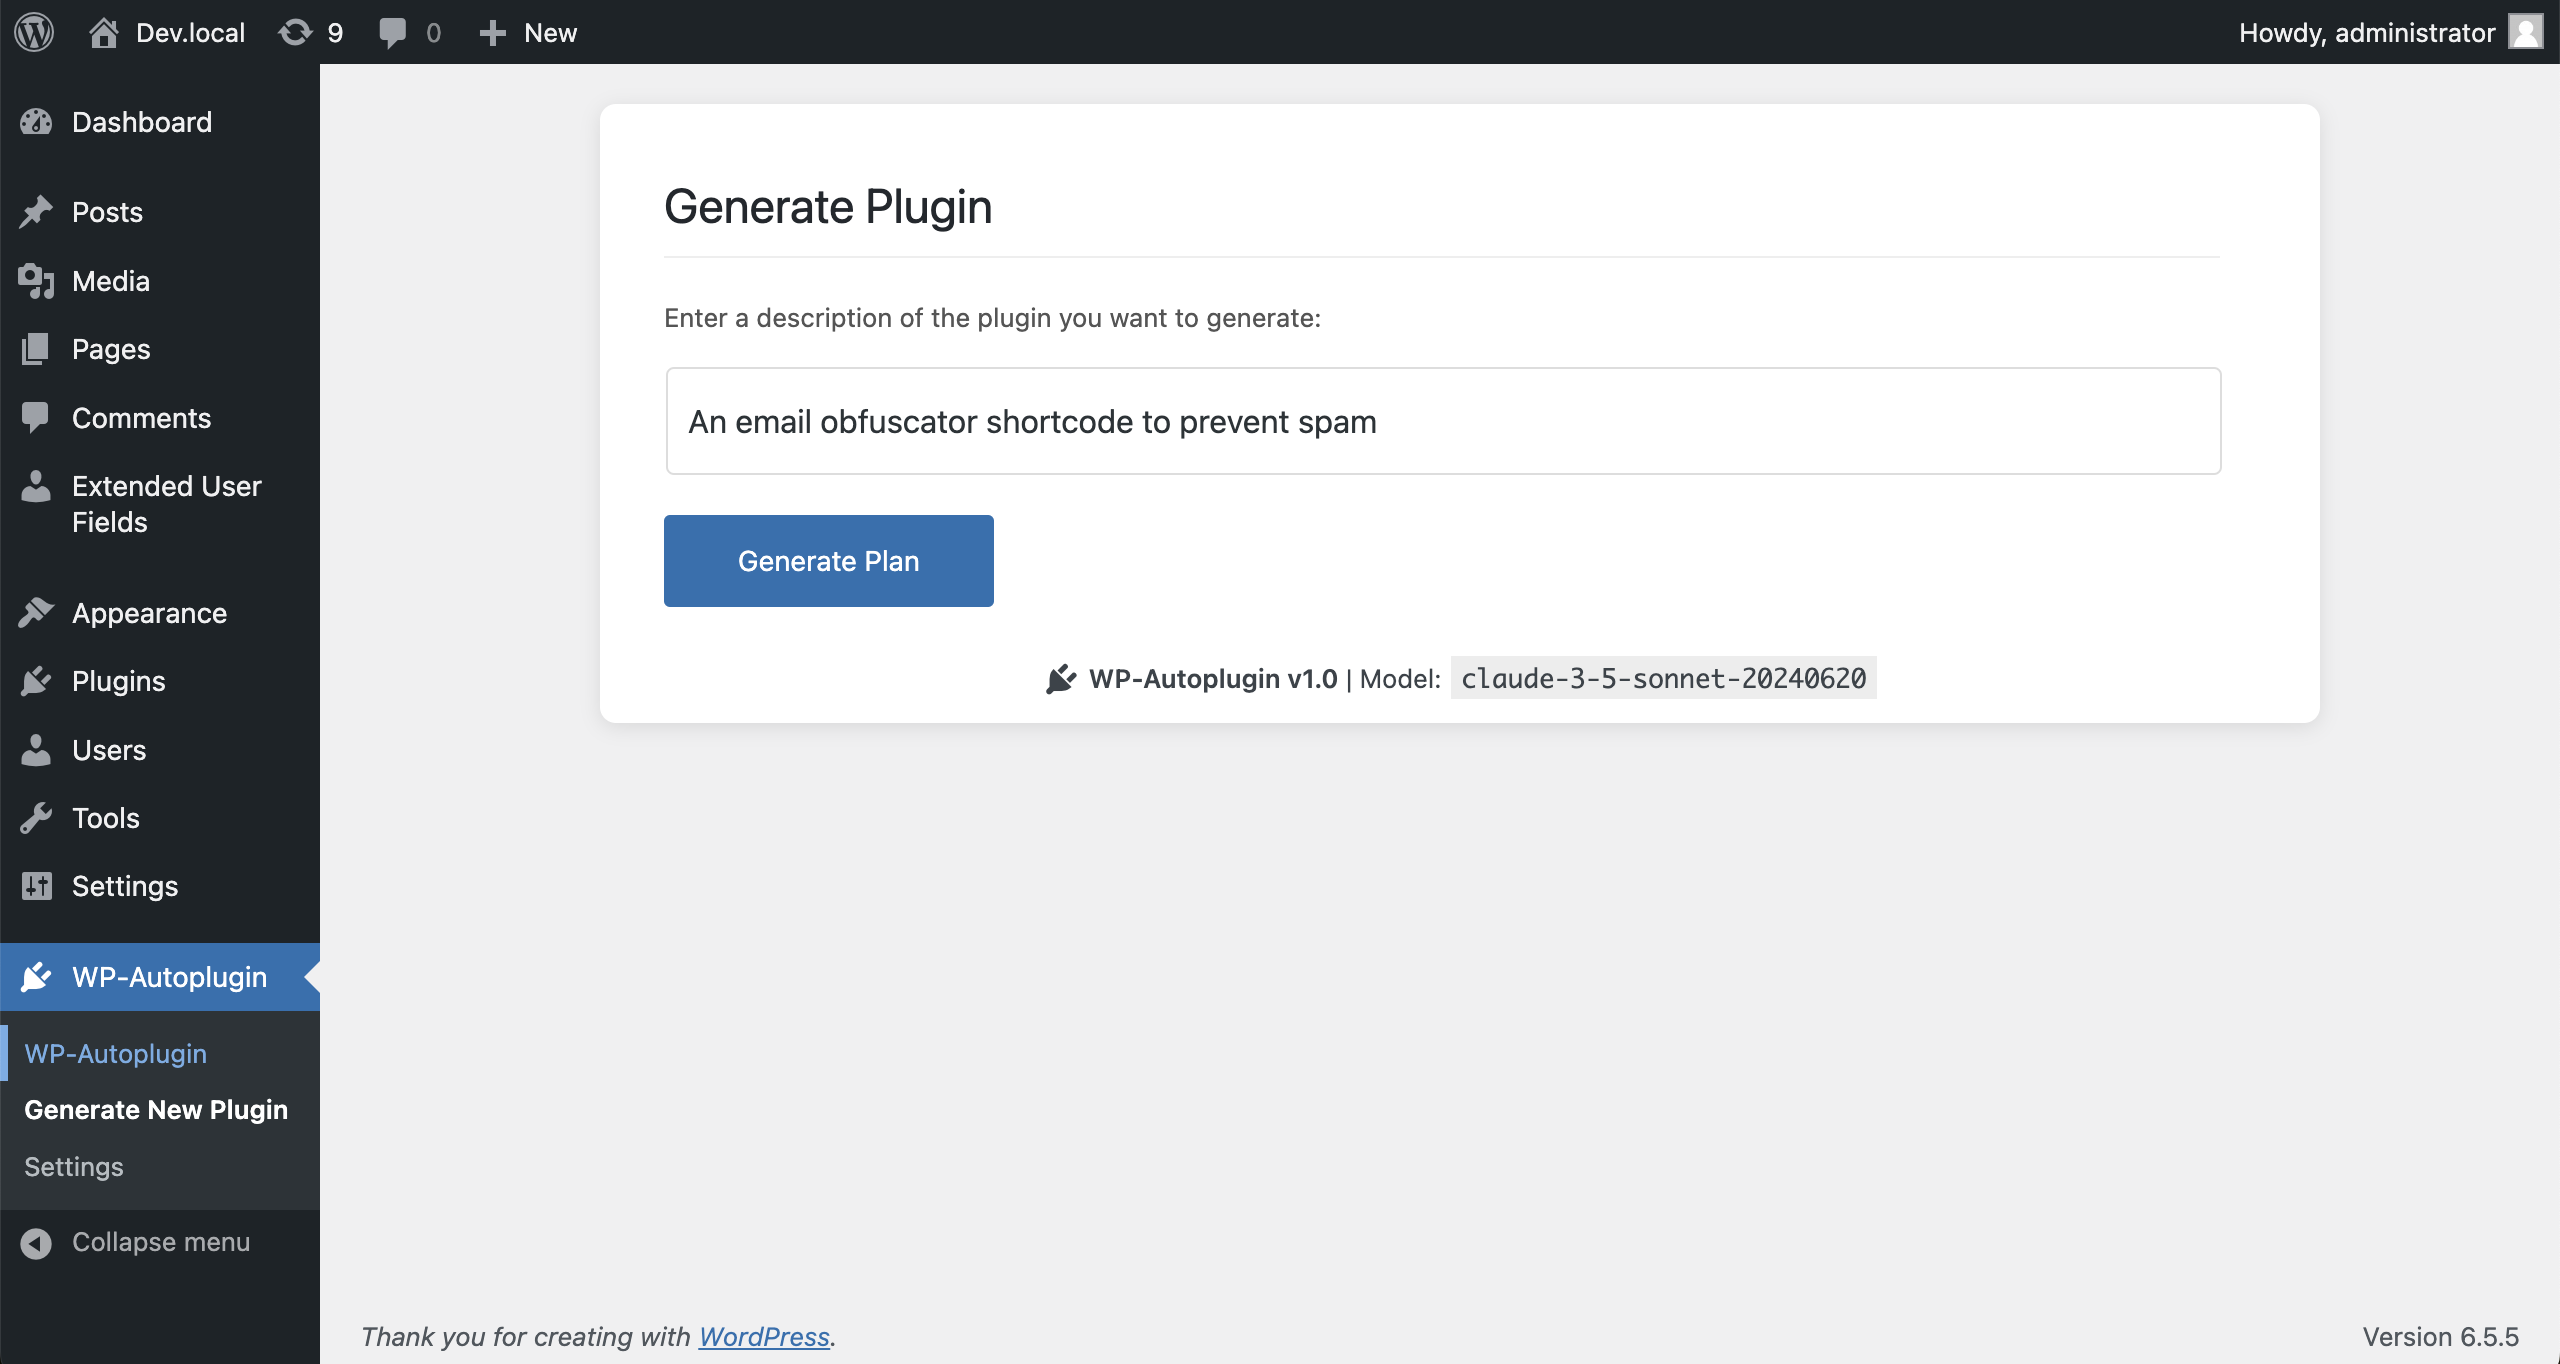 Dev.local 9 0 New Howdy, administrator
Dashboard
Posts
Media
Pages
Comments
Extended User
Fields
Appearance
Plugins
Users
Tools
Settings
WP-Autoplugin
WP-Autoplugin
Generate New Plugin
Settings
Collapse menu
Generate Plugin
Enter a description of the plugin you want to generate:
An email obfuscator shortcode to prevent spam
Generate Plan
WP-Autoplugin v1.0 | Model: claude-3-5-sonnet-20240620
Thank you for creating with WordPress. Version 6.5.5